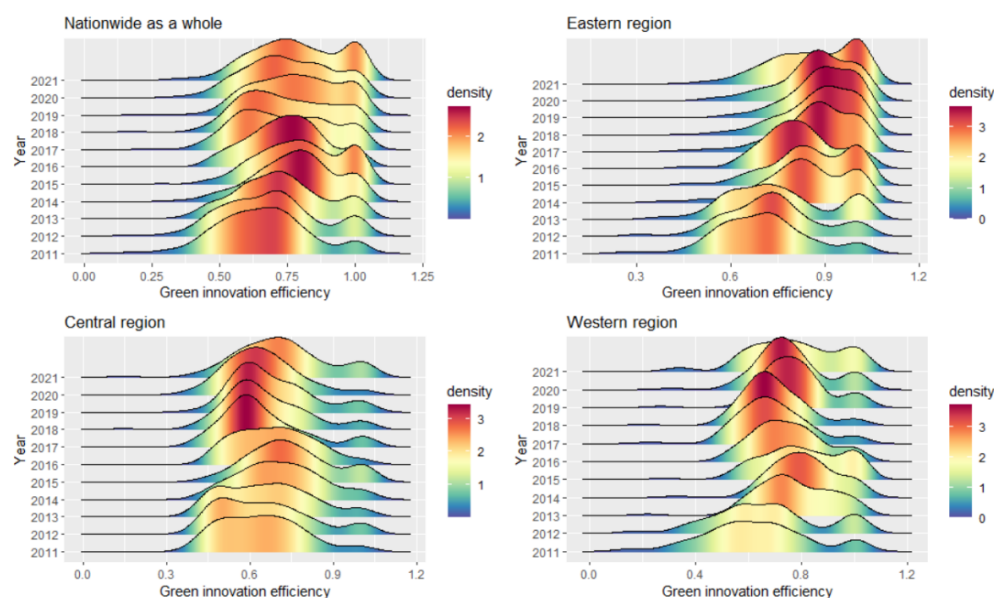 Nationwide as a whole
Year
2021
2020
2019
2018
2017
2016
2015
2014
2013
2012
2011
0.00 0.25 0.50 0.75 1.00 1.25
Green innovation efficiency
density
2
1
Eastern region
Year
2021
2020
2019
2018
2017
2016
2015
2014
2013
2012
2011
0.3 0.6 0.9 1.2
Green innovation efficiency
density
3
2
1
0
Central region
Year
2021
2020
2019
2018
2017
2016
2015
2014
2013
2012
2011
0.0 0.3 0.6 0.9 1.2
Green innovation efficiency
density
3
2
1
Western region
Year
2021
2020
2019
2018
2017
2016
2015
2014
2013
2012
2011
0.0 0.4 0.8 1.2
Green innovation efficiency
density
3
2
1
0